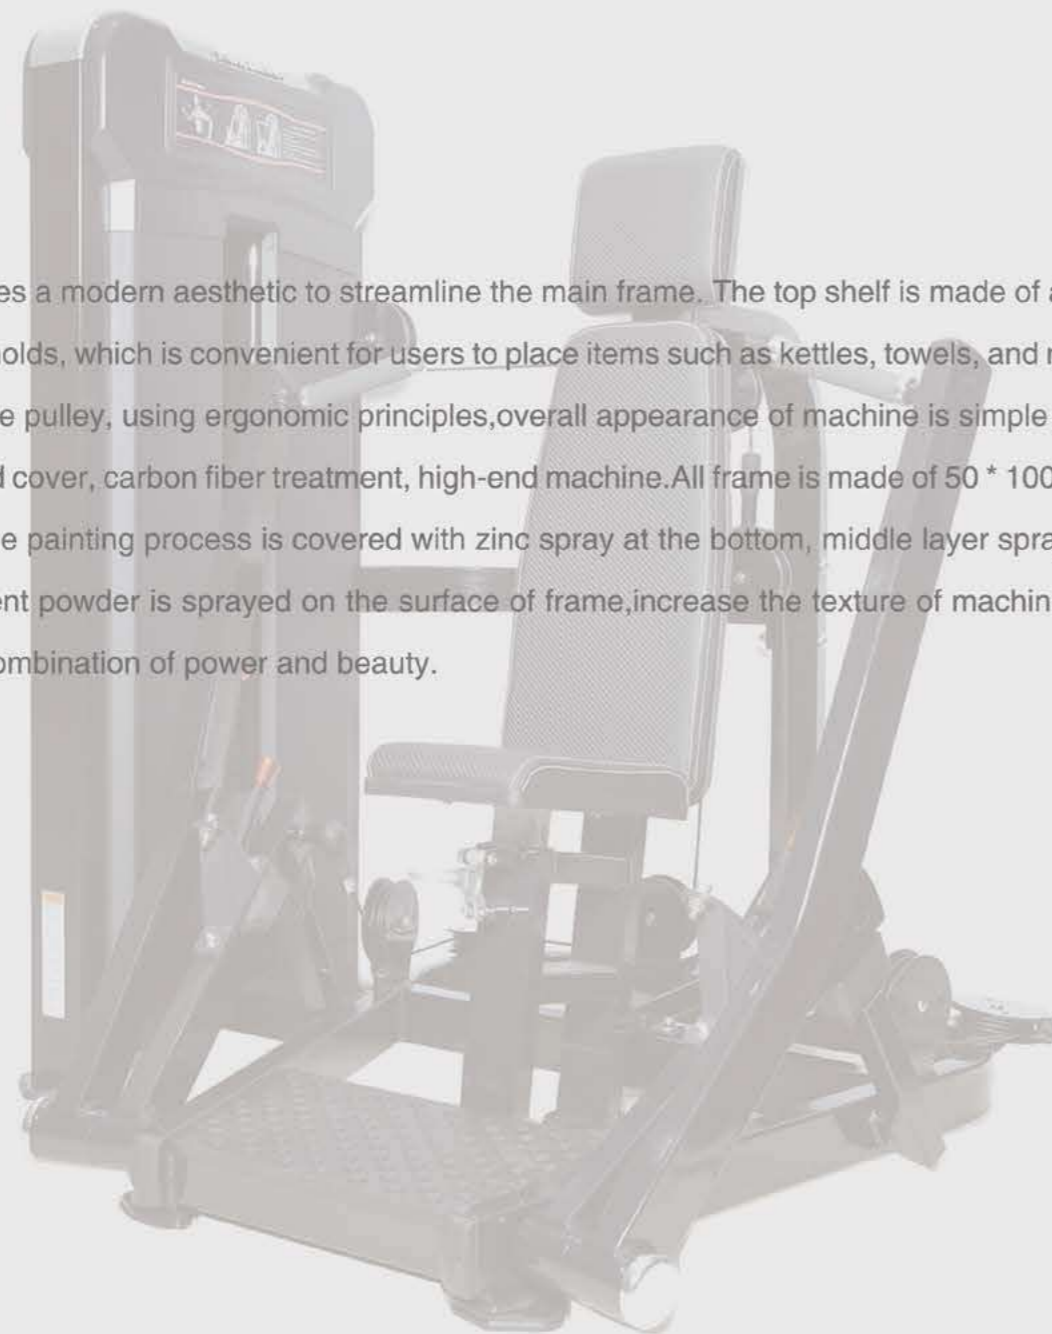 es a modern aesthetic to streamline the main frame. The top shelf is made of a
holds, which is convenient for users to place items such as kettles, towels, and
e pulley, using ergonomic principles,overall appearance of machine is simple
d cover, carbon fiber treatment, high-end machine.All frame is made of 50 * 100
e painting process is covered with zinc spray at the bottom, middle layer spra
ent powder is sprayed on the surface of frame,increase the texture of machin
ombination of power and beauty.